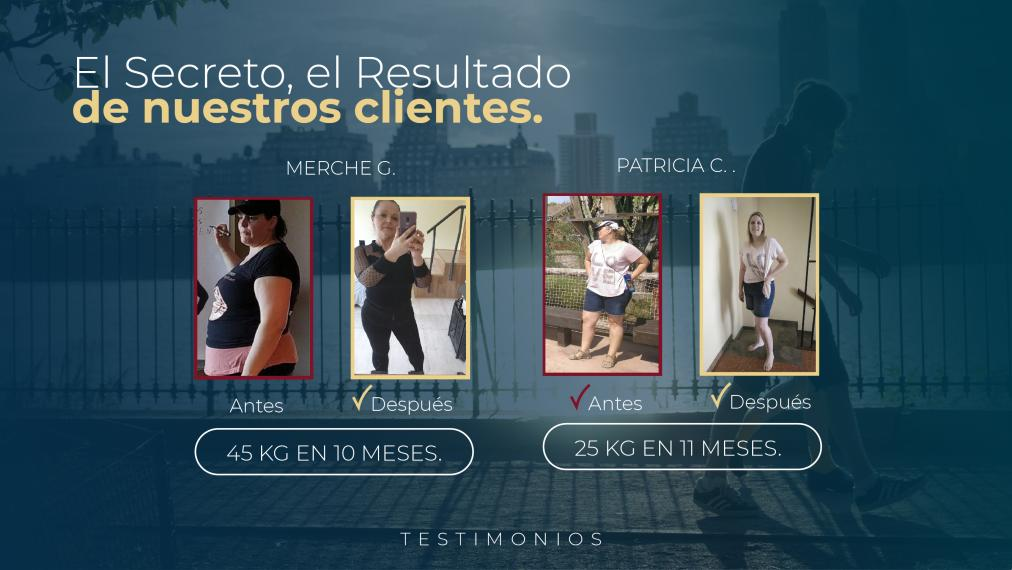 El Secreto, el Resultado
de nuestros clientes.
MERCHE G.
PATRICIA C. .
Antes
Después
Antes
Después
45 KG EN 10 MESES.
25 KG EN 11 MESES.
TESTIMONIOS